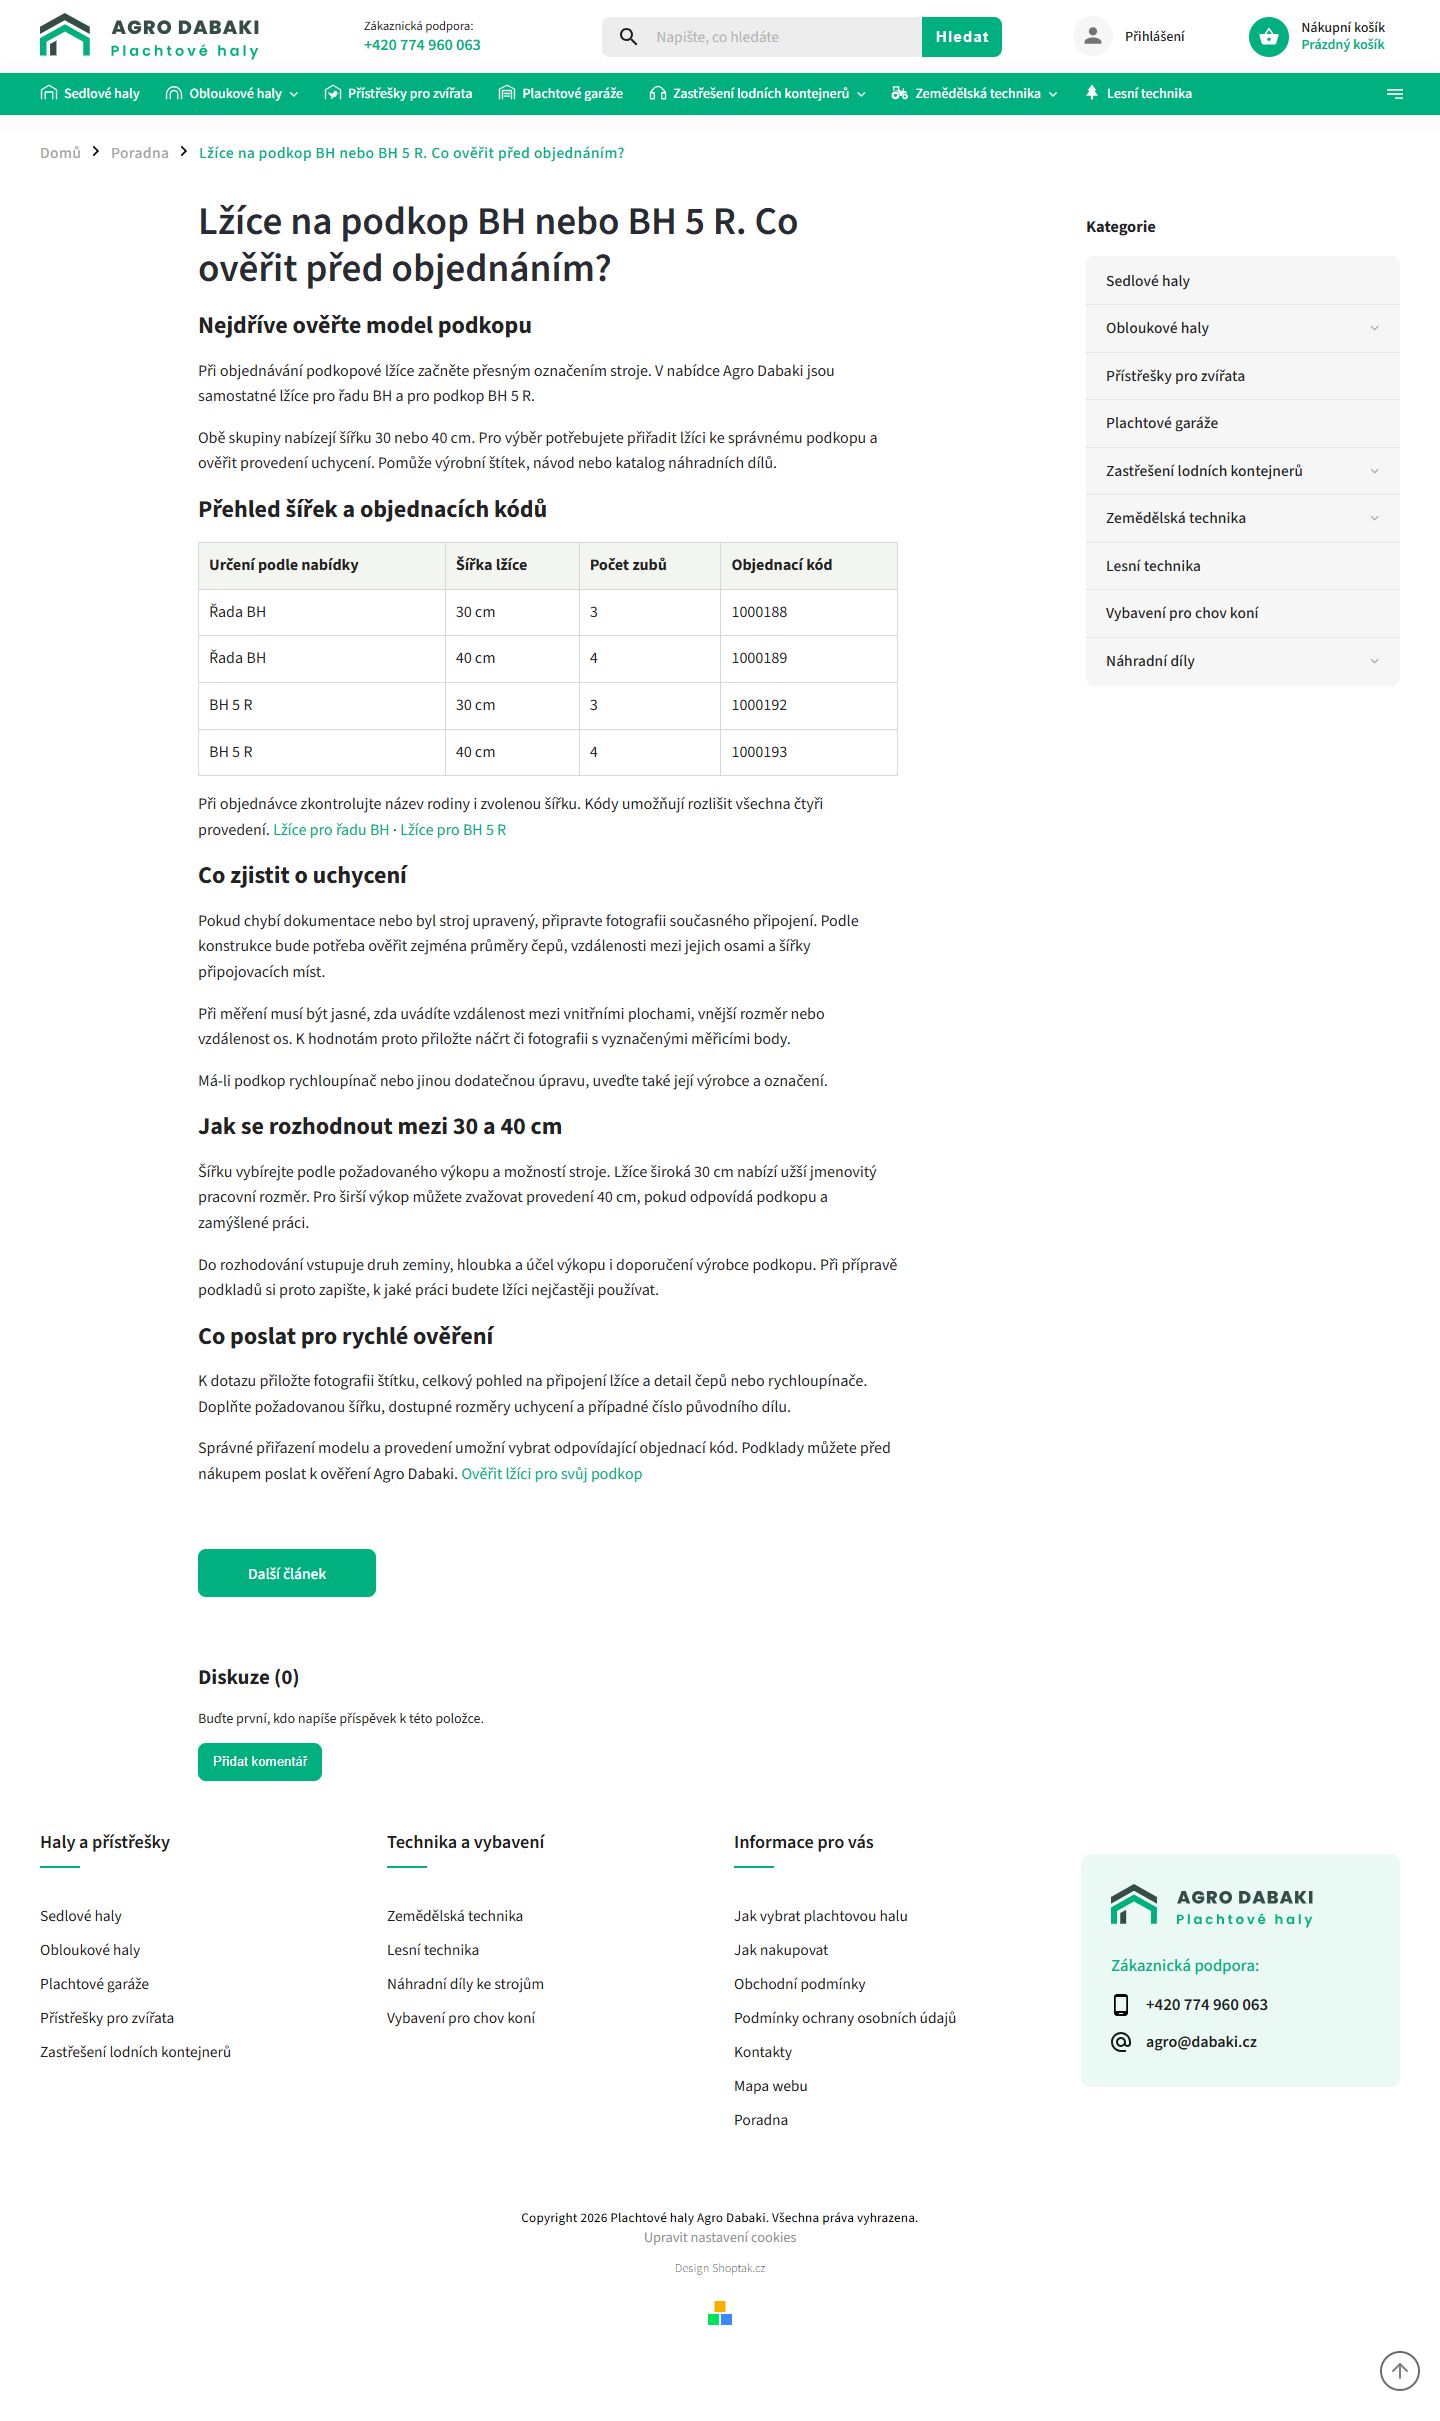 AGRO DABAKI
Plachtové haly
Zákaznická podpora:
+420 774 960 063
Napište, co hledáte
Hledat
Přihlášení
Nákupní košík
Prázdný košík
Sedlové haly
Obloukové haly
Přístřešky pro zvířata
Plachtové garáže
Zastřešení lodních kontejnerů
Zemědělská technika
Lesní technika
Domů
Poradna
Lžíce na podkop BH nebo BH 5 R. Co ověřit před objednáním?
Lžíce na podkop BH nebo BH 5 R. Co
ověřit před objednáním?
Nejdříve ověřte model podkopu
Při objednávání podkopové lžíce začněte přesným označením stroje. V nabídce Agro Dabaki jsou
samostatné lžíce pro řadu BH a pro podkop BH 5 R.
Obě skupiny nabízejí šířku 30 nebo 40 cm. Pro výběr potřebujete přiřadit lžíci ke správnému podkopu a
ověřit provedení uchycení. Pomůže výrobní štítek, návod nebo katalog náhradních dílů.
Přehled šířek a objednacích kódů
Určení podle nabídky Šířka lžíce Počet zubů Objednací kód
Řada BH 30 cm 3 1000188
Řada BH 40 cm 4 1000189
BH 5 R 30 cm 3 1000192
BH 5 R 40 cm 4 1000193
Při objednávce zkontrolujte název rodiny i zvolenou šířku. Kódy umožňují rozlišit všechna čtyři
provedení. Lžíce pro řadu BH · Lžíce pro BH 5 R
Co zjistit o uchycení
Pokud chybí dokumentace nebo byl stroj upravený, připravte fotografii současného připojení. Podle
konstrukce bude potřeba ověřit zejména průměry čepů, vzdálenosti mezi jejich osami a šířky
připojovacích míst.
Při měření musí být jasné, zda uvádíte vzdálenost mezi vnitřními plochami, vnější rozměr nebo
vzdálenost os. K hodnotám proto přiložte náčrt či fotografii s vyznačenými měřicími body.
Má-li podkop rychloupínač nebo jinou dodatečnou úpravu, uveďte také její výrobce a označení.
Jak se rozhodnout mezi 30 a 40 cm
Šířku vybírejte podle požadovaného výkopu a možností stroje. Lžíce široká 30 cm nabízí užší jmenovitý
pracovní rozměr. Pro širší výkop můžete zvažovat provedení 40 cm, pokud odpovídá podkopu a
zamýšlené práci.
Do rozhodování vstupuje druh zeminy, hloubka a účel výkopu i doporučení výrobce podkopu. Při přípravě
podkladů si proto zapište, k jaké práci budete lžíci nejčastěji používat.
Co poslat pro rychlé ověření
K dotazu přiložte fotografii štítku, celkový pohled na připojení lžíce a detail čepů nebo rychloupínače.
Doplňte požadovanou šířku, dostupné rozměry uchycení a případné číslo původního dílu.
Správné přiřazení modelu a provedení umožní vybrat odpovídající objednací kód. Podklady můžete před
nákupem poslat k ověření Agro Dabaki. Ověřit lžíci pro svůj podkop
Další článek
Diskuze (0)
Buďte první, kdo napíše příspěvek k této položce.
Přidat komentář
Kategorie
Sedlové haly
Obloukové haly
Přístřešky pro zvířata
Plachtové garáže
Zastřešení lodních kontejnerů
Zemědělská technika
Lesní technika
Vybavení pro chov koní
Náhradní díly
Haly a přístřešky
Sedlové haly
Obloukové haly
Plachtové garáže
Přístřešky pro zvířata
Zastřešení lodních kontejnerů
Technika a vybavení
Zemědělská technika
Lesní technika
Náhradní díly ke strojům
Vybavení pro chov koní
Informace pro vás
Jak vybrat plachtovou halu
Jak nakupovat
Obchodní podmínky
Podmínky ochrany osobních údajů
Kontakty
Mapa webu
Poradna
AGRO DABAKI
Plachtové haly
Zákaznická podpora:
+420 774 960 063
agro@dabaki.cz
Copyright 2026 Plachtové haly Agro Dabaki. Všechna práva vyhrazena.
Upravit nastavení cookies
Design Shoptak.cz